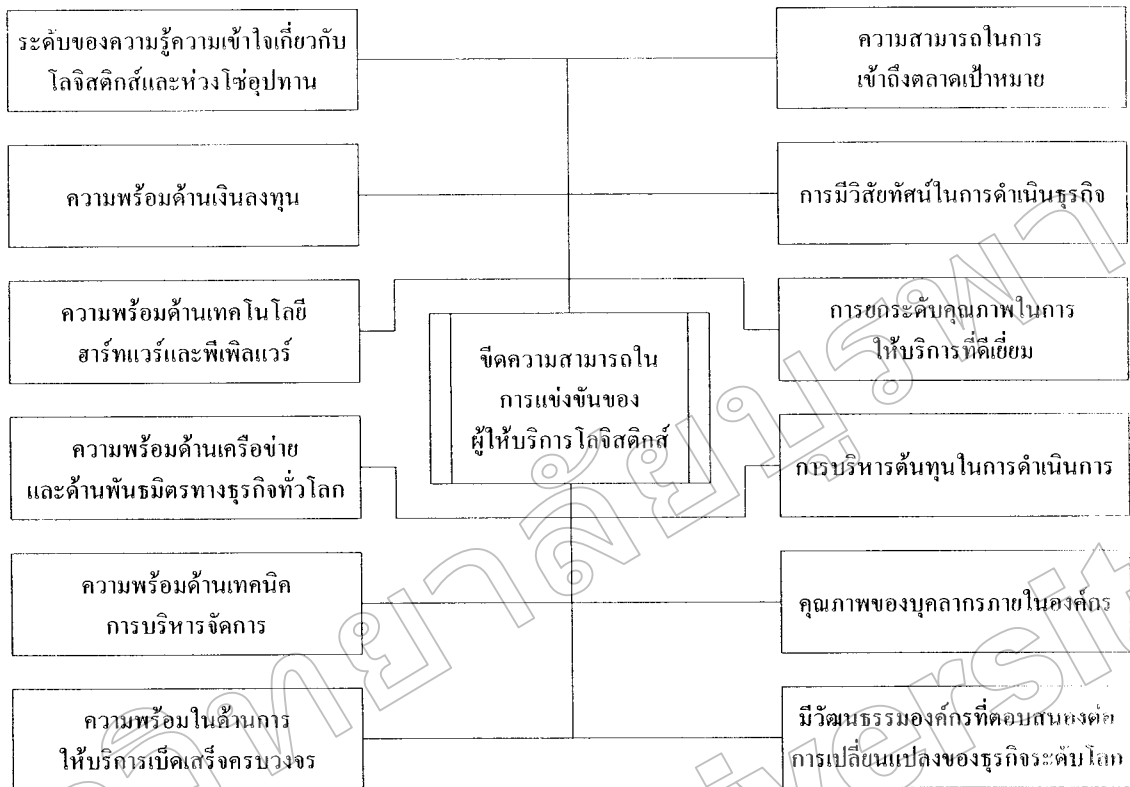 ระดับของความรู้ความเข้าใจเกี่ยวกับ
โลจิสติกส์และห่วงโซ่อุปทาน
ความสามารถในการ
เข้าถึงตลาดเป้าหมาย
ความพร้อมด้านเงินลงทุน
การมีวิสัยทัศน์ในการดำเนินธุรกิจ
ความพร้อมด้านเทคโนโลยี
ฮาร์ทแวร์และพีเพิลแวร์
การยกระดับคุณภาพในการ
ให้บริการที่ดีเยี่ยม
ขีดความสามารถใน
การแข่งขันของ
ผู้ให้บริการโลจิสติกส์
ความพร้อมด้านเครือข่าย
และด้านพันธมิตรทางธุรกิจทั่วโลก
การบริหารต้นทุนในการดำเนินการ
ความพร้อมด้านเทคนิค
การบริหารจัดการ
คุณภาพของบุคลากรภายในองค์กร
ความพร้อมในด้านการ
ให้บริการเบ็ดเสร็จครบวงจร
มีวัฒนธรรมองค์กรที่ตอบสนองต่อ
การเปลี่ยนแปลงของธุรกิจระดับโลก